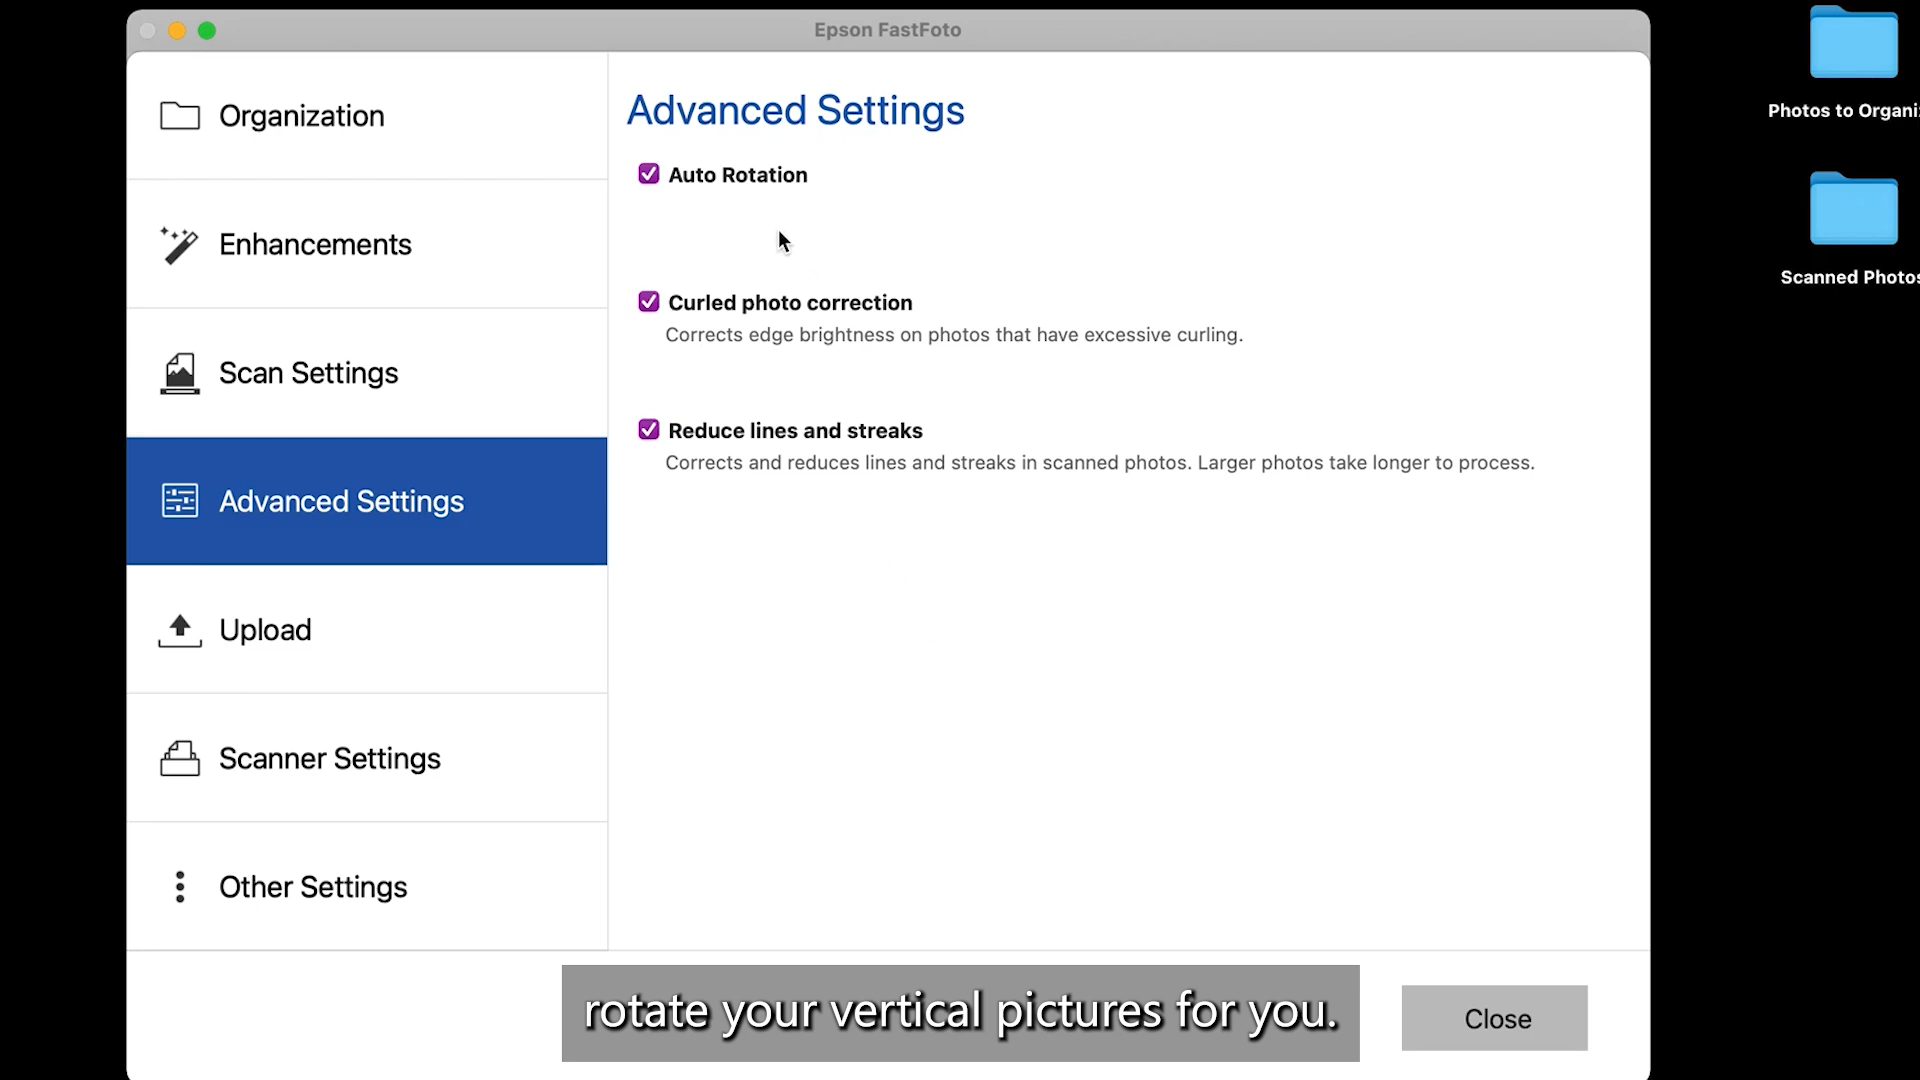 Epson FastFoto
Organization
Enhancements
Scan Settings
Advanced Settings
Upload
Scanner Settings
Other Settings
Advanced Settings
Auto Rotation
Curled photo correction
Corrects edge brightness on photos that have excessive curling.
Reduce lines and streaks
Corrects and reduces lines and streaks in scanned photos. Larger photos take longer to process.
Close
Photos to Organi
Scanned Photos
rotate your vertical pictures for you.